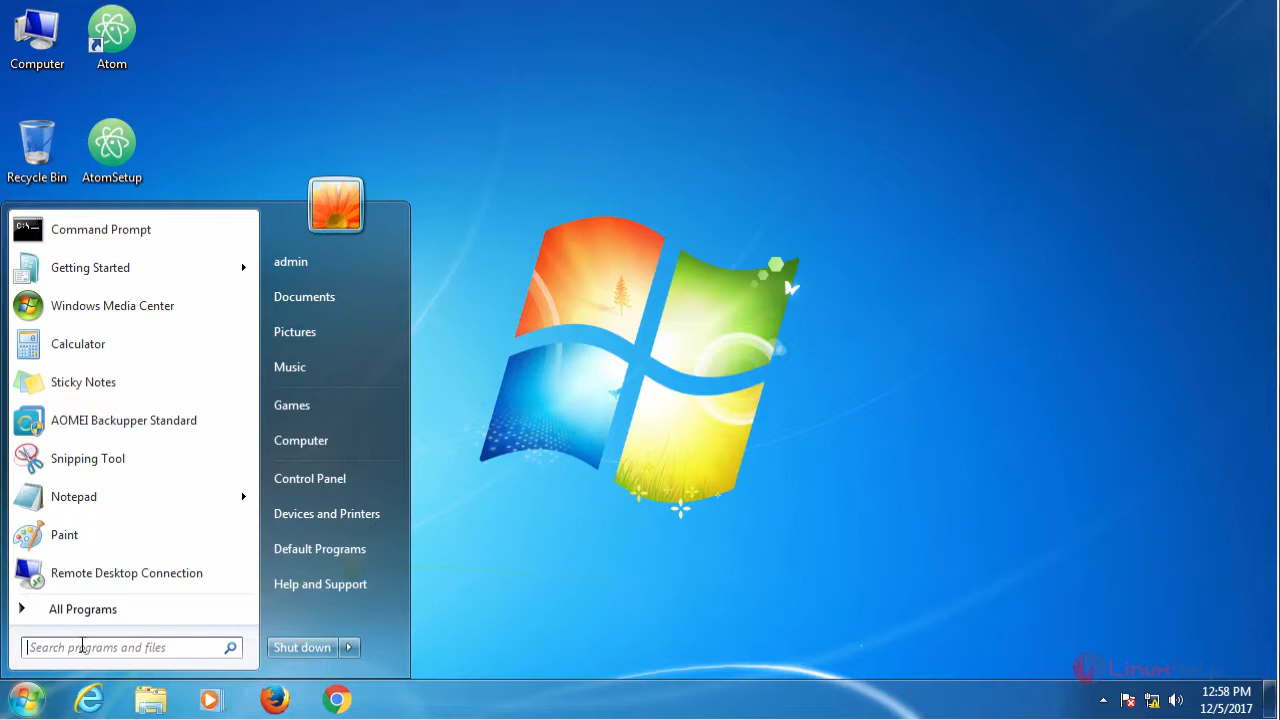 Computer
Atom
Recycle Bin
AtomSetup
Command Prompt
Getting Started
Windows Media Center
Calculator
Sticky Notes
AOMEI Backupper Standard
Snipping Tool
Notepad
Paint
Remote Desktop Connection
All Programs
Search programs and files
admin
Documents
Pictures
Music
Games
Computer
Control Panel
Devices and Printers
Default Programs
Help and Support
Shut down
12:58 PM
12/5/2017